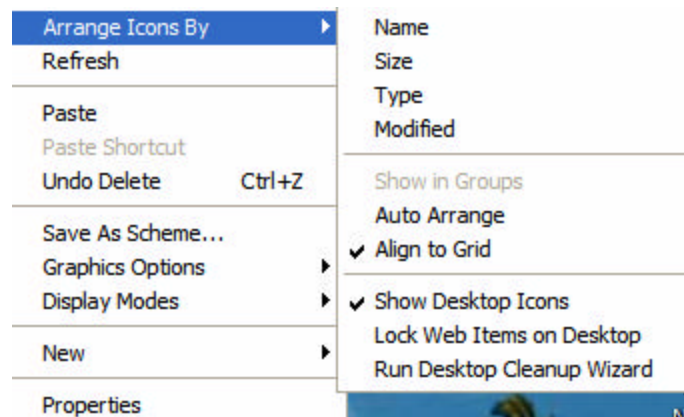 Arrange Icons By
Refresh
Paste
Paste Shortcut
Undo Delete Ctrl+Z
Save As Scheme...
Graphics Options
Display Modes
New
Properties
Name
Size
Type
Modified
Show in Groups
Auto Arrange
Align to Grid
Show Desktop Icons
Lock Web Items on Desktop
Run Desktop Cleanup Wizard